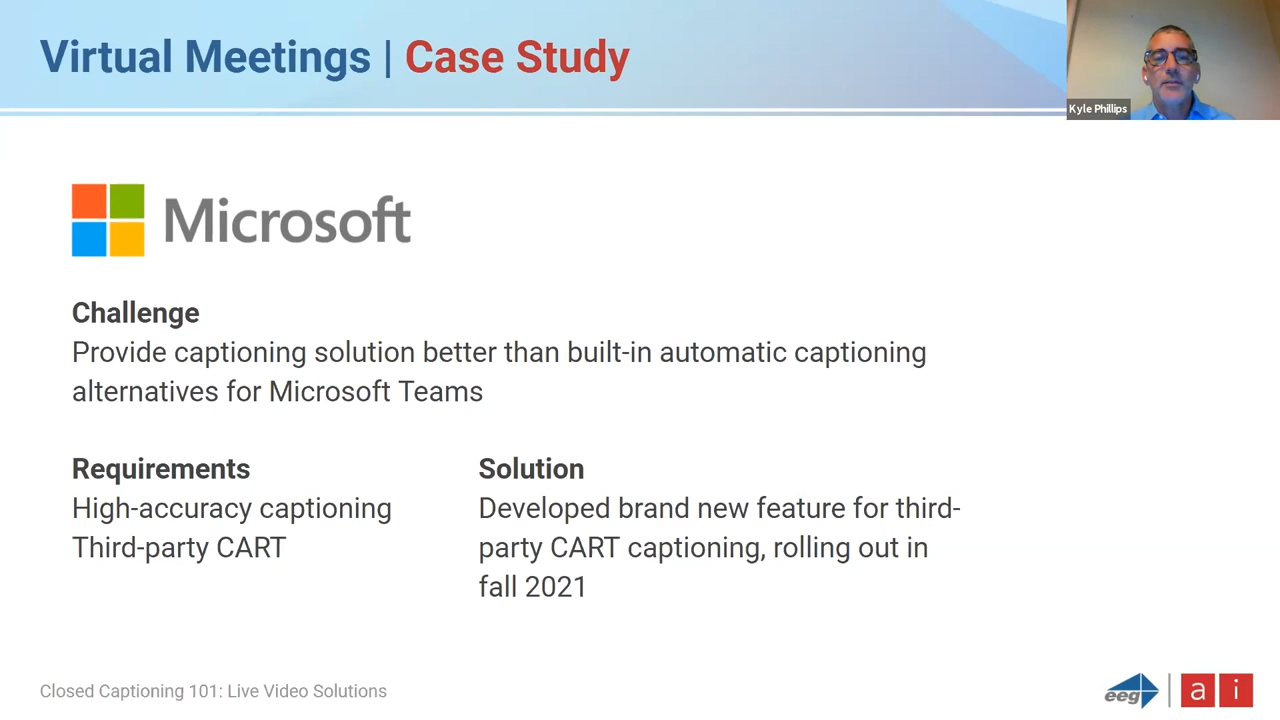 Virtual Meetings | Case Study
Kyle Phillips
Microsoft
Challenge
Provide captioning solution better than built-in automatic captioning
alternatives for Microsoft Teams
Requirements
High-accuracy captioning
Third-party CART
Solution
Developed brand new feature for third-
party CART captioning, rolling out in
fall 2021
Closed Captioning 101: Live Video Solutions
eeg | ai